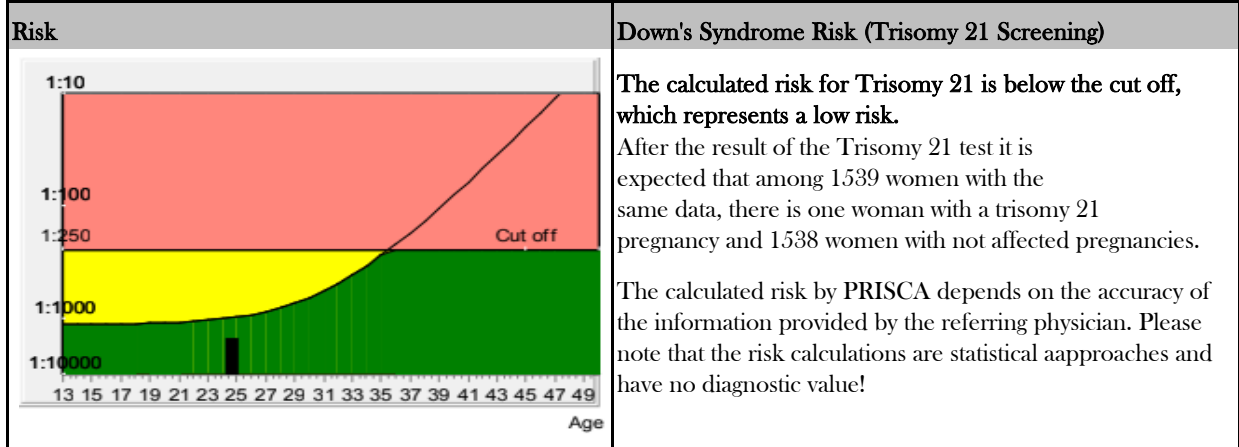 Risk
1:10
1:100
1:250
Cut off
1:1000
1:10000
13 15 17 19 21 23 25 27 29 31 33 35 37 39 41 43 45 47 49
Age
Down's Syndrome Risk (Trisomy 21 Screening)
The calculated risk for Trisomy 21 is below the cut off,
which represents a low risk.
After the result of the Trisomy 21 test it is
expected that among 1539 women with the
same data, there is one woman with a trisomy 21
pregnancy and 1538 women with not affected pregnancies.
The calculated risk by PRISCA depends on the accuracy of
the information provided by the referring physician. Please
note that the risk calculations are statistical aapproaches and
have no diagnostic value!